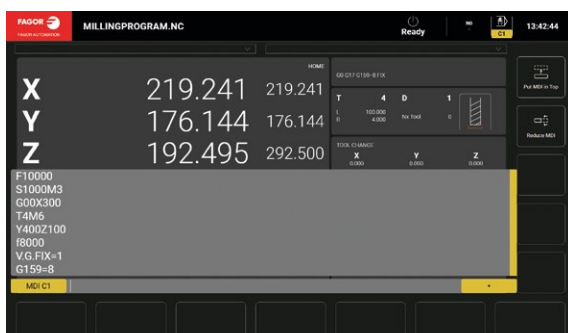 FAGOR
FAGOR AUTOMATION
MILLINGPROGRAM.NC
Ready
C1
13:42:44
HOME
X 219.241 219.241
Y 176.144 176.144
Z 192.495 292.500
G0 G17 G159=8 FIX
T 4 D 1
L 100.000
R 4.000
Nx Tool 0
TOOL CHANGE
X Y Z
0.000 0.000 0.000
Put MDI in Top
Reduce MDI
F10000
S1000M3
G00X300
T4M6
Y400Z100
f8000
V.G.FIX=1
G159=8
MDI C1